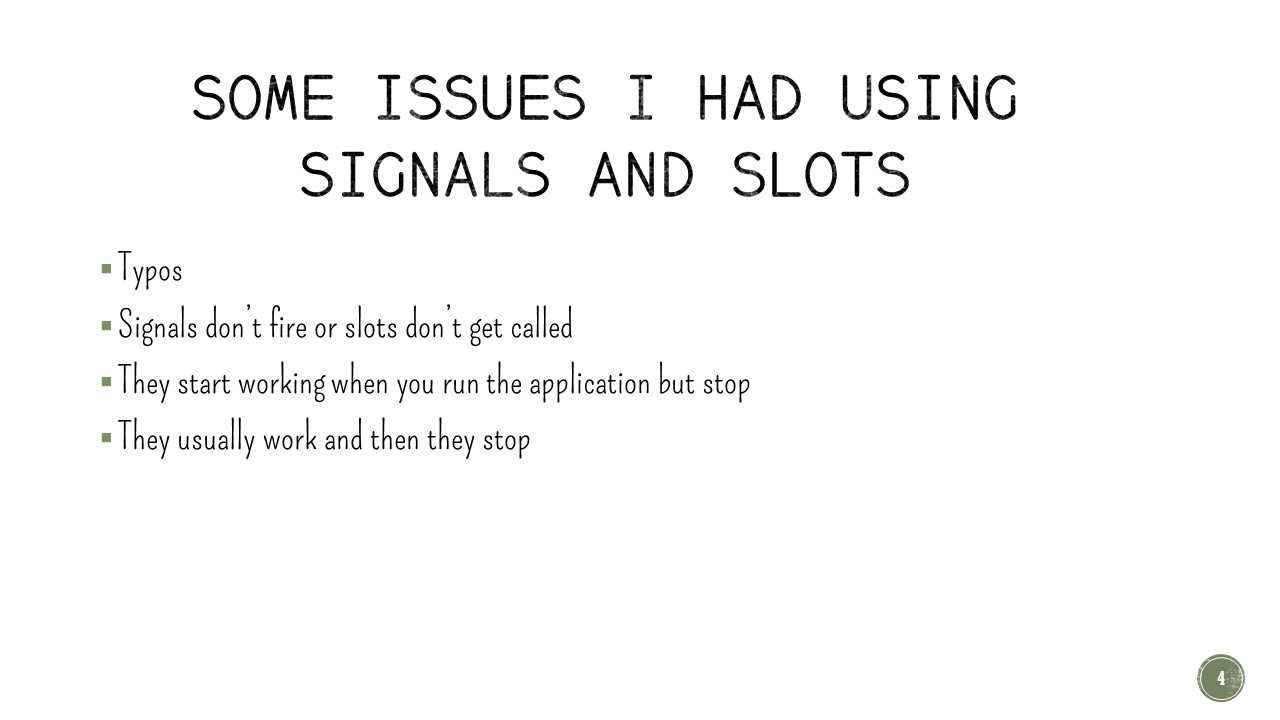 SOME ISSUES I HAD USING
SIGNALS AND SLOTS
▪ Typos
▪ Signals don’t fire or slots don’t get called
▪ They start working when you run the application but stop
▪ They usually work and then they stop
4